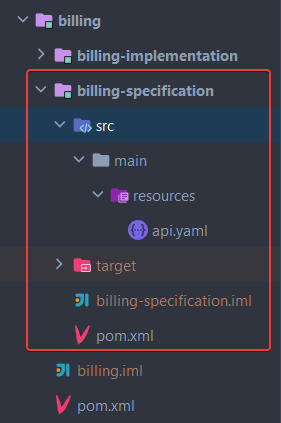 billing
billing-implementation
billing-specification
src
main
resources
api.yaml
target
billing-specification.iml
pom.xml
billing.iml
pom.xml